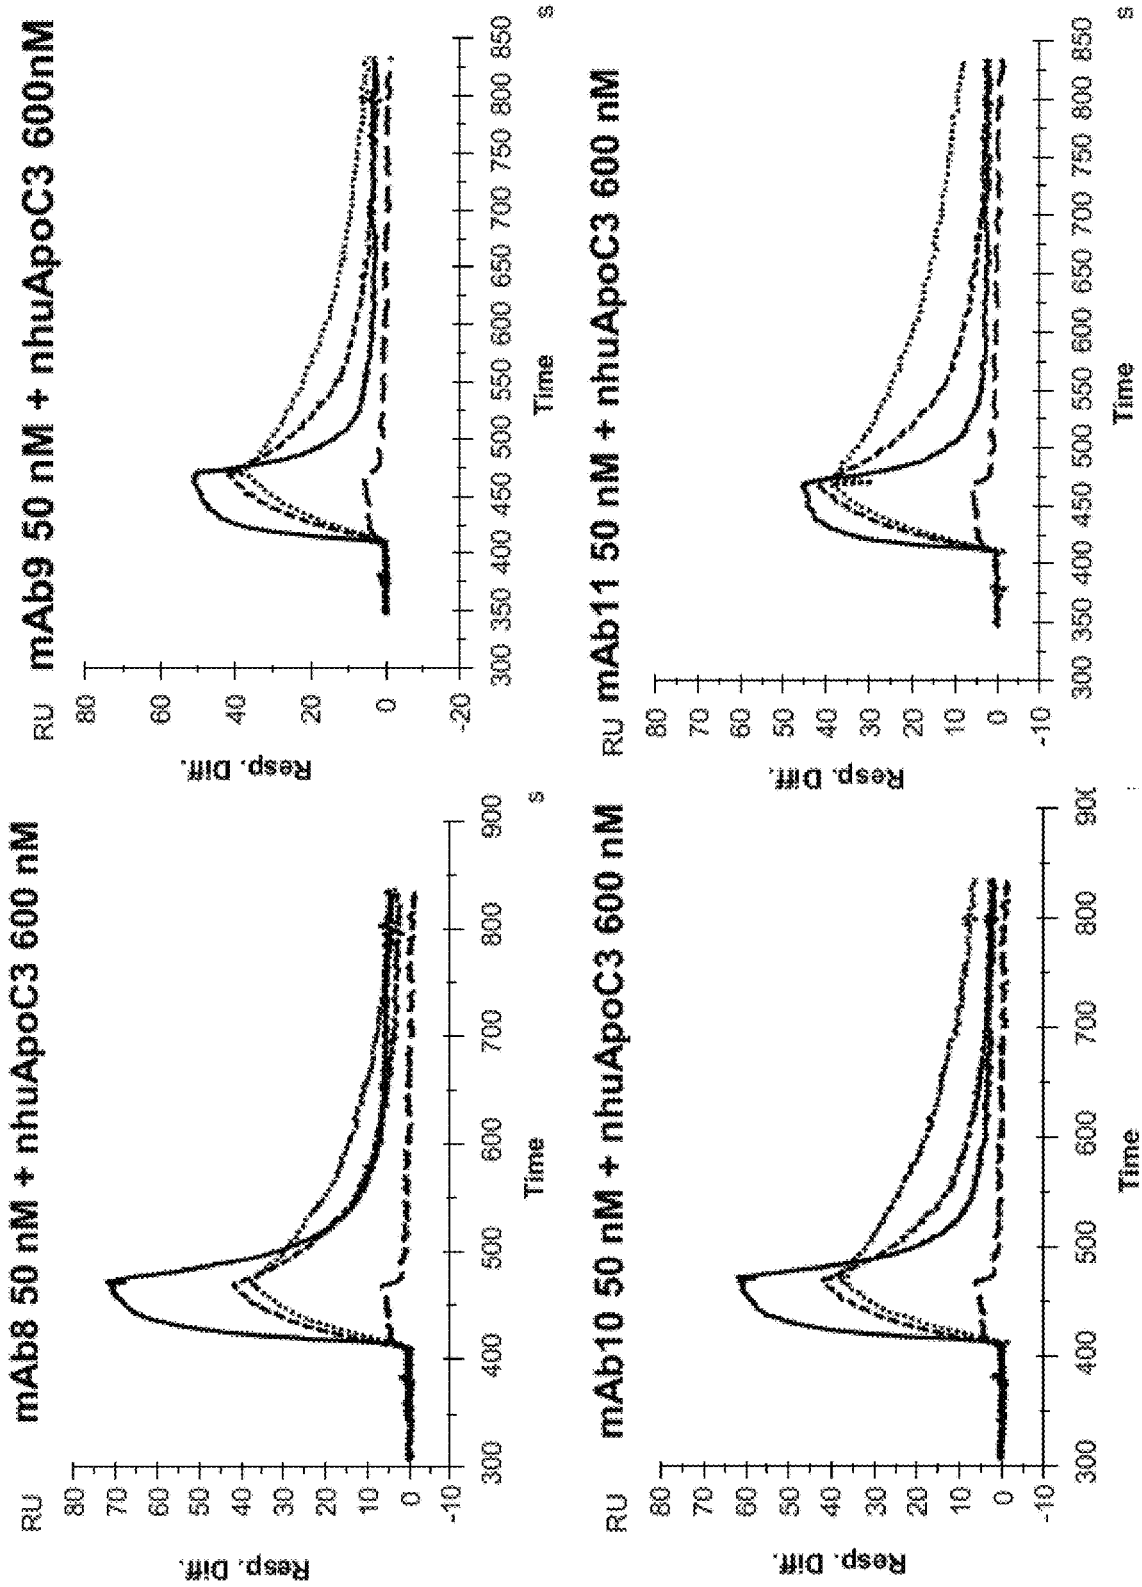 mAb8 50 nM + nhuApoC3 600 nM
RU
80
70
60
50
40
30
20
10
0
-10
Resp. Diff.
300 400 500 600 700 800 900
Time
s
mAb9 50 nM + nhuApoC3 600nM
RU
80
60
40
20
0
-20
Resp. Diff.
300 350 400 450 500 550 600 650 700 750 800 850
Time
s
mAb10 50 nM + nhuApoC3 600 nM
RU
80
70
60
50
40
30
20
10
0
-10
Resp. Diff.
300 400 500 600 700 800
Time
mAb11 50 nM + nhuApoC3 600 nM
RU
80
70
60
50
40
30
20
10
0
-10
Resp. Diff.
300 350 400 450 500 550 600 650 700 750 800 850
Time
s